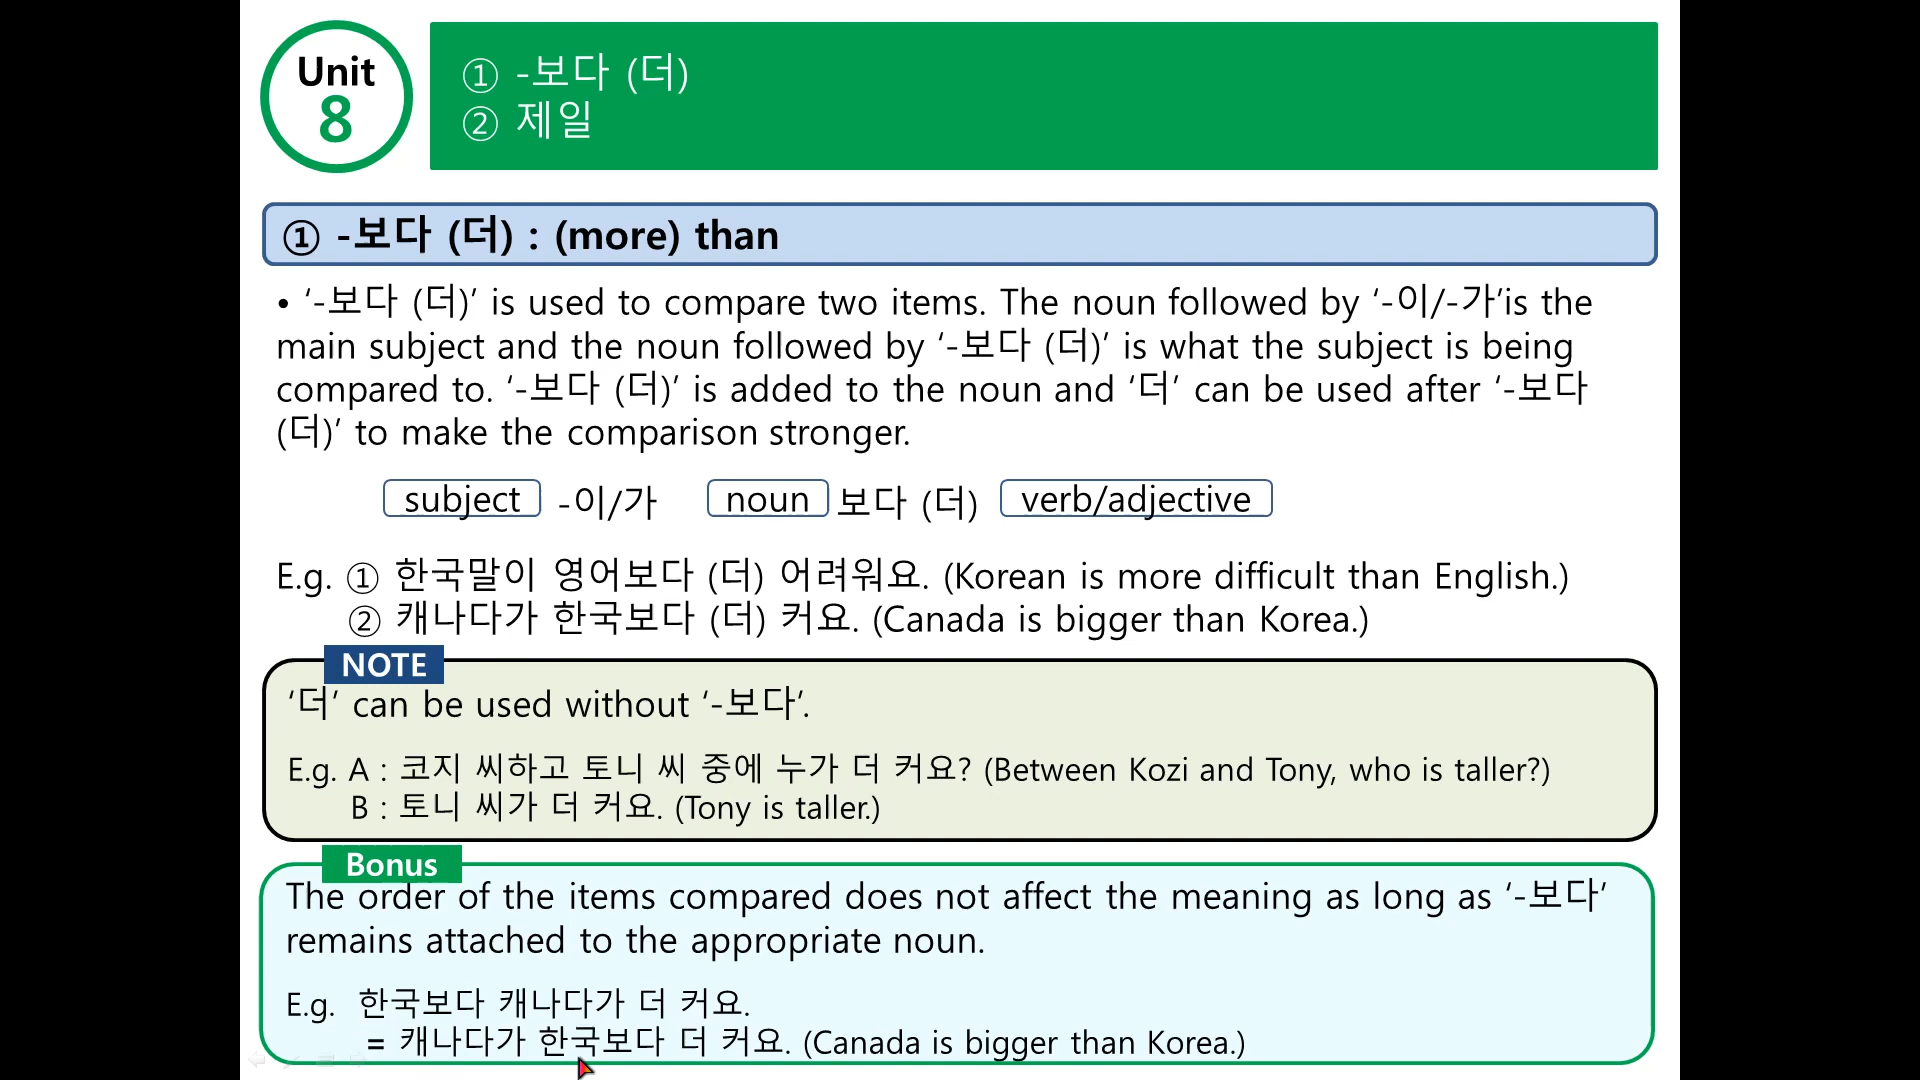 Unit
8
① -보다 (더)
② 제일
① -보다 (더) : (more) than
• ‘-보다 (더)’ is used to compare two items. The noun followed by ‘-이/-가’is the
main subject and the noun followed by ‘-보다 (더)’ is what the subject is being
compared to. ‘-보다 (더)’ is added to the noun and ‘더’ can be used after ‘-보다
(더)’ to make the comparison stronger.
subject -이/가 noun 보다 (더) verb/adjective
E.g. ① 한국말이 영어보다 (더) 어려워요. (Korean is more difficult than English.)
② 캐나다가 한국보다 (더) 커요. (Canada is bigger than Korea.)
NOTE
‘더’ can be used without ‘-보다’.
E.g. A : 코지 씨하고 토니 씨 중에 누가 더 커요? (Between Kozi and Tony, who is taller?)
B : 토니 씨가 더 커요. (Tony is taller.)
Bonus
The order of the items compared does not affect the meaning as long as ‘-보다’
remains attached to the appropriate noun.
E.g. 한국보다 캐나다가 더 커요.
= 캐나다가 한국보다 더 커요. (Canada is bigger than Korea.)